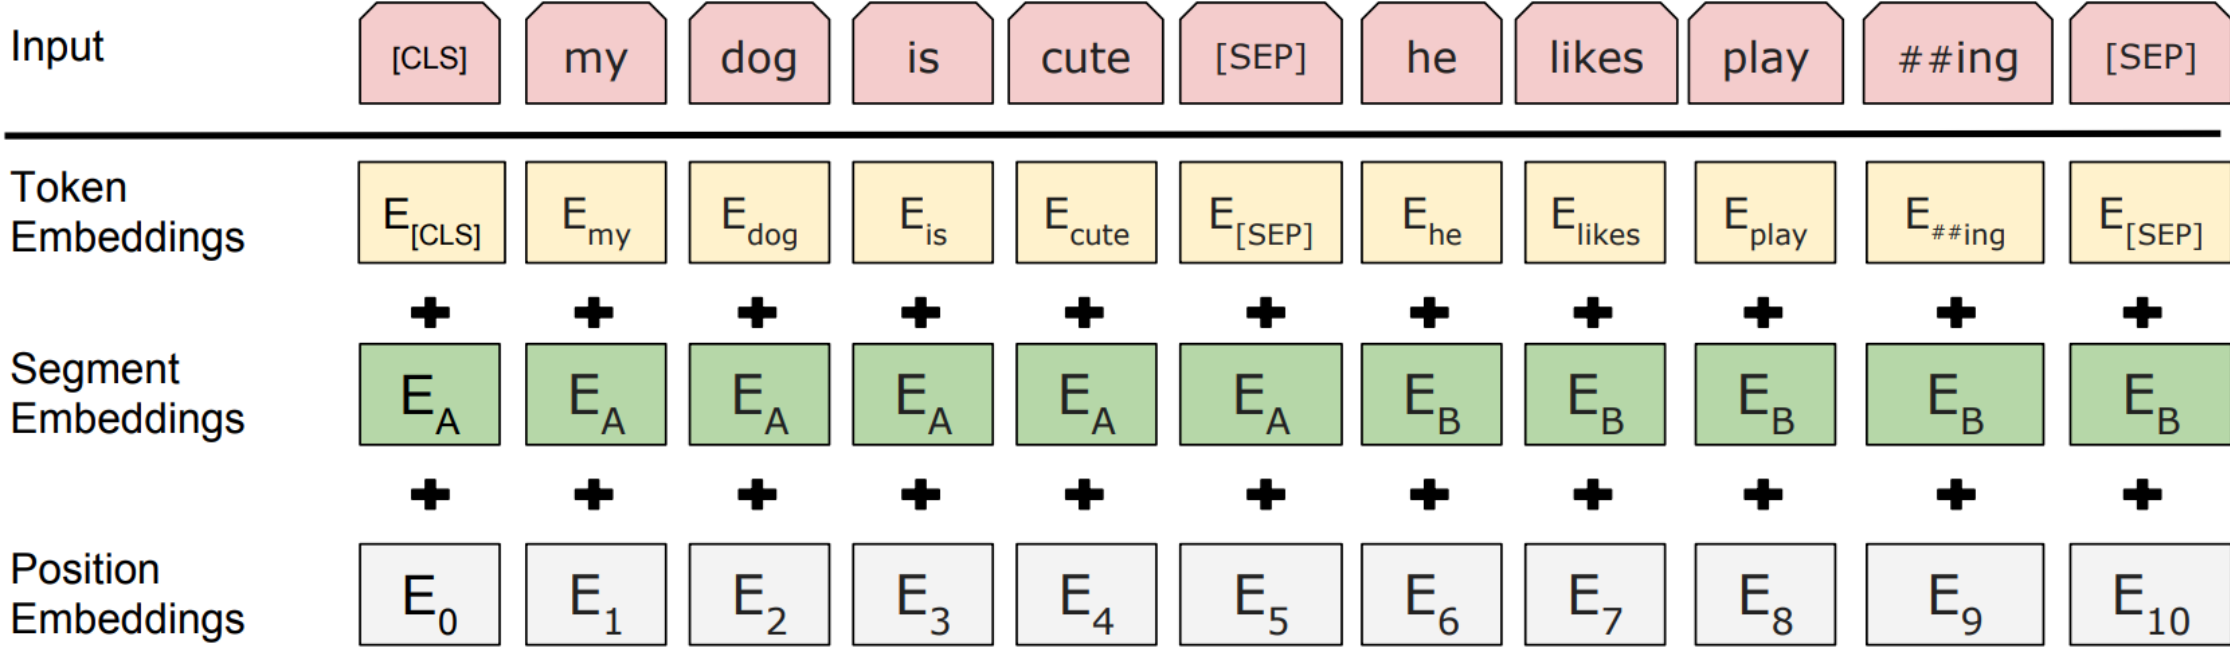 Input [CLS] my dog is cute [SEP] he likes play ##ing [SEP]
Token Embeddings E[CLS] Emy Edog Eis Ecute E[SEP] Ehe Elikes Eplay E##ing E[SEP]
+ + + + + + + + + + +
Segment Embeddings EA EA EA EA EA EA EB EB EB EB EB
+ + + + + + + + + + +
Position Embeddings E0 E1 E2 E3 E4 E5 E6 E7 E8 E9 E10